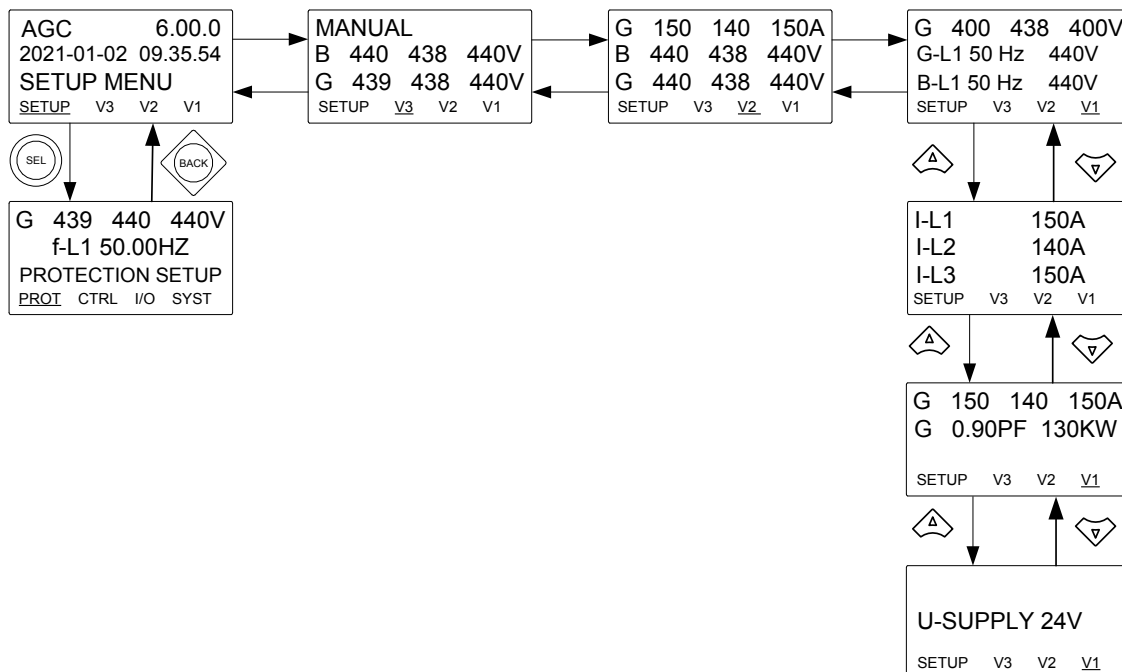 AGC 6.00.0
2021-01-02 09.35.54
SETUP MENU
SETUP V3 V2 V1
MANUAL
B 440 438 440V
G 439 438 440V
SETUP V3 V2 V1
G 150 140 150A
B 440 438 440V
G 440 438 440V
SETUP V3 V2 V1
G 400 438 400V
G-L1 50 Hz 440V
B-L1 50 Hz 440V
SETUP V3 V2 V1
SEL
BACK
G 439 440 440V
f-L1 50.00HZ
PROTECTION SETUP
PROT CTRL I/O SYST
I-L1 150A
I-L2 140A
I-L3 150A
SETUP V3 V2 V1
G 150 140 150A
G 0.90PF 130KW
SETUP V3 V2 V1
U-SUPPLY 24V
SETUP V3 V2 V1